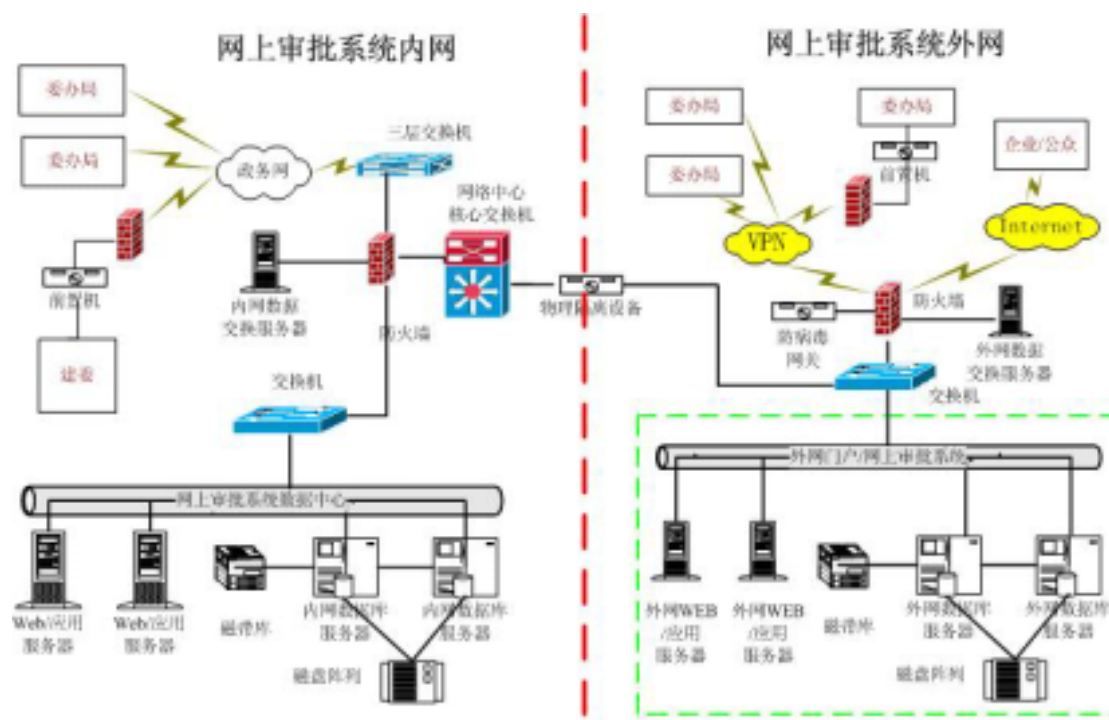 网上审批系统内网
委办局
委办局
政务网
三层交换机
网络中心
核心交换机
前置机
建委
内网数据
交换服务器
防火墙
交换机
网上审批系统数据中心
Web/应用
服务器
Web/应用
服务器
磁带库
内网数据库
服务器
内网数据库
服务器
磁盘阵列
物理隔离设备
网上审批系统外网
委办局
委办局
委办局
前置机
企业/公众
VPN
Internet
防火墙
防病毒
网关
外网数据
交换服务器
交换机
外网门户/网上审批系统
外网WEB
/应用
服务器
外网WEB
/应用
服务器
磁带库
外网数据库
服务器
外网数据库
服务器
磁盘阵列